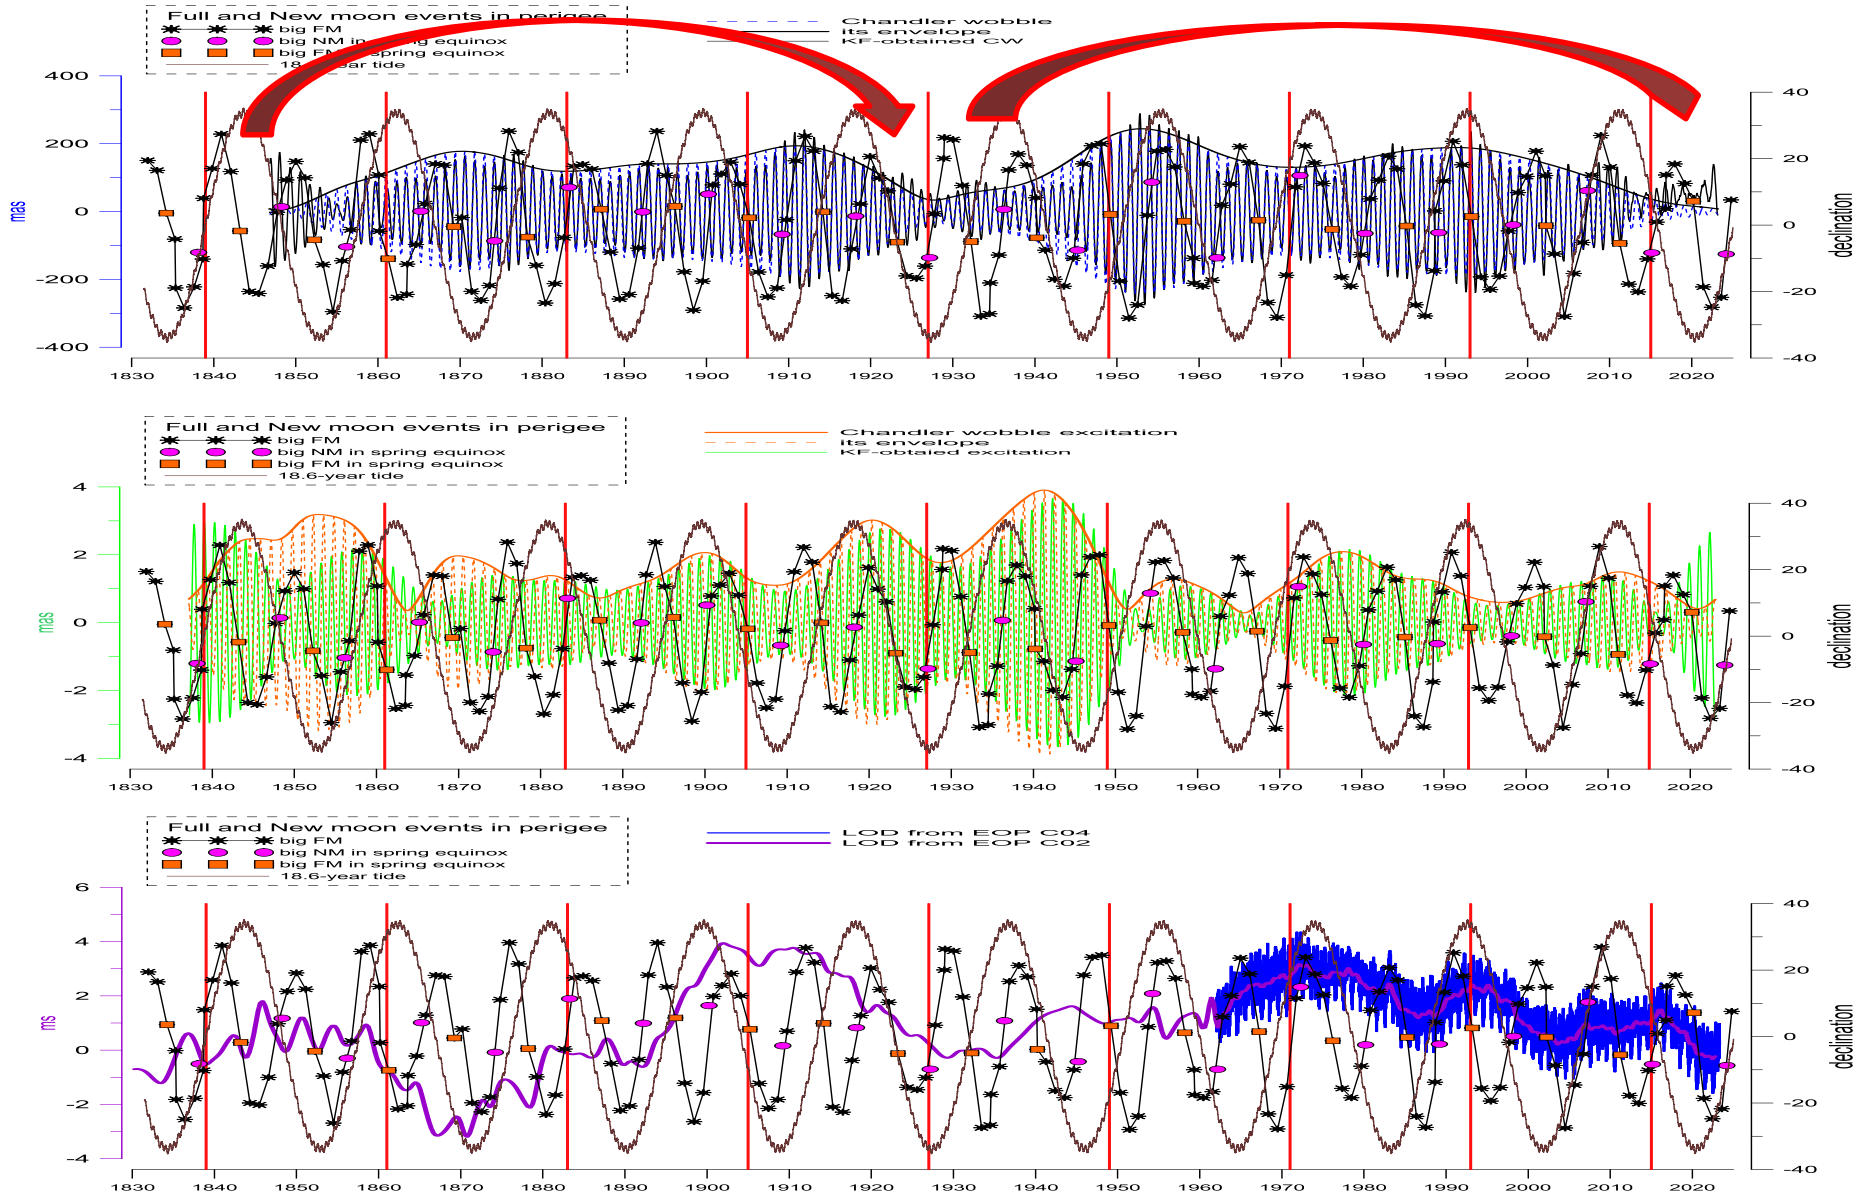 Full and New moon events in perigee
big FM
big NM in spring equinox
big FM in spring equinox
18.6-year tide
Chandler wobble
its envelope
KF-obtained CW
400
200
0
-200
-400
mas
40
20
0
-20
-40
declination
1830 1840 1850 1860 1870 1880 1890 1900 1910 1920 1930 1940 1950 1960 1970 1980 1990 2000 2010 2020
Full and New moon events in perigee
big FM
big NM in spring equinox
big FM in spring equinox
18.6-year tide
Chandler wobble excitation
its envelope
KF-obtaied excitation
4
2
0
-2
-4
mas
40
20
0
-20
-40
declination
1830 1840 1850 1860 1870 1880 1890 1900 1910 1920 1930 1940 1950 1960 1970 1980 1990 2000 2010 2020
Full and New moon events in perigee
big FM
big NM in spring equinox
big FM in spring equinox
18.6-year tide
LOD from EOP C04
LOD from EOP C02
6
4
2
0
-2
-4
ms
40
20
0
-20
-40
declination
1830 1840 1850 1860 1870 1880 1890 1900 1910 1920 1930 1940 1950 1960 1970 1980 1990 2000 2010 2020